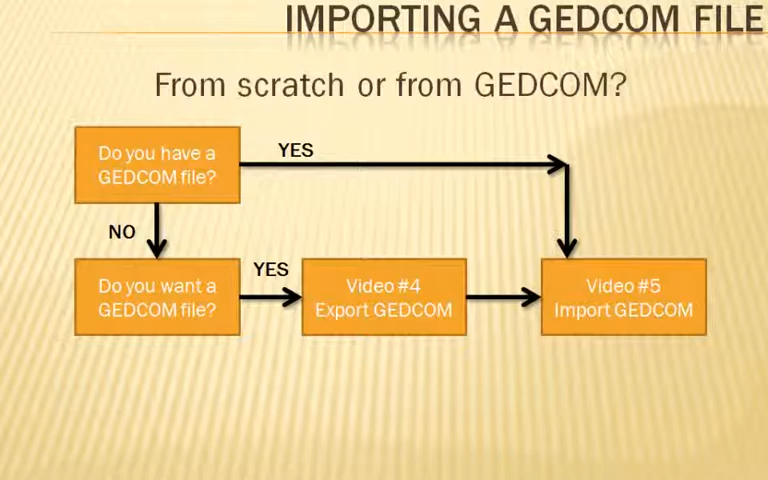 IMPORTING A GEDCOM FILE
From scratch or from GEDCOM?
Do you have a
GEDCOM file?
YES
NO
Do you want a
GEDCOM file?
YES
Video #4
Export GEDCOM
Video #5
Import GEDCOM